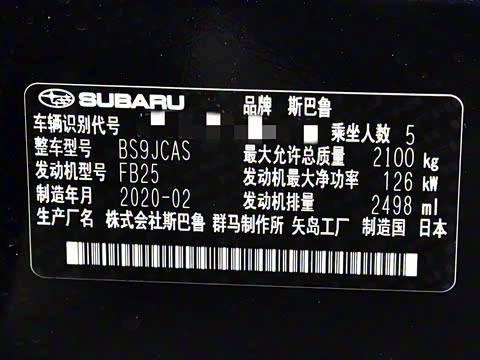 SUBARU 品牌 斯巴鲁
车辆识别代号 乘坐人数 5
整车型号 BS9JCAS 最大允许总质量 2100 kg
发动机型号 FB25 发动机最大净功率 126 kW
制造年月 2020-02 发动机排量 2498 ml
生产厂名 株式会社斯巴鲁 群马制作所 矢岛工厂 制造国 日本